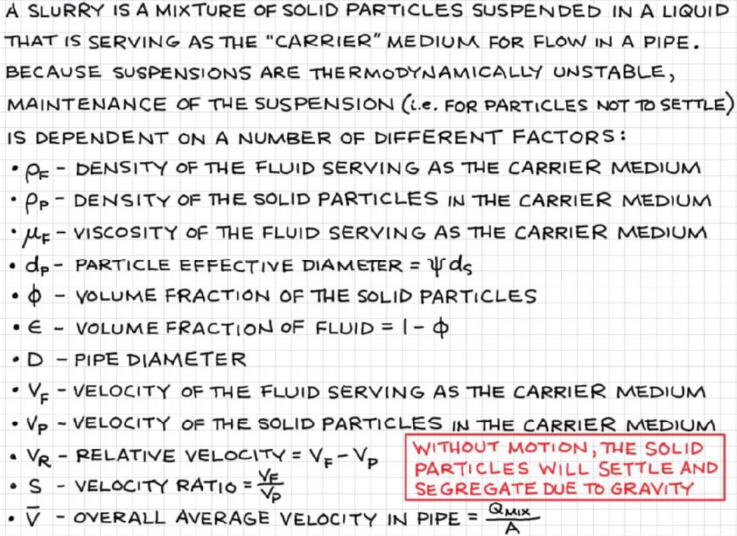 A SLURRY IS A MIXTURE OF SOLID PARTICLES SUSPENDED IN A LIQUID
THAT IS SERVING AS THE "CARRIER" MEDIUM FOR FLOW IN A PIPE.
BECAUSE SUSPENSIONS ARE THERMODYNAMICALLY UNSTABLE,
MAINTENANCE OF THE SUSPENSION (i.e. FOR PARTICLES NOT TO SETTLE)
IS DEPENDENT ON A NUMBER OF DIFFERENT FACTORS:
• ρF - DENSITY OF THE FLUID SERVING AS THE CARRIER MEDIUM
• ρP - DENSITY OF THE SOLID PARTICLES IN THE CARRIER MEDIUM
• μF - VISCOSITY OF THE FLUID SERVING AS THE CARRIER MEDIUM
• dP - PARTICLE EFFECTIVE DIAMETER = ψ dS
• ϕ - VOLUME FRACTION OF THE SOLID PARTICLES
• ϵ - VOLUME FRACTION OF FLUID = 1 - ϕ
• D - PIPE DIAMETER
• VF - VELOCITY OF THE FLUID SERVING AS THE CARRIER MEDIUM
• VP - VELOCITY OF THE SOLID PARTICLES IN THE CARRIER MEDIUM
• VR - RELATIVE VELOCITY = VF - VP
• S - VELOCITY RATIO = VF/VP
• V̅ - OVERALL AVERAGE VELOCITY IN PIPE = QMIX/A
WITHOUT MOTION, THE SOLID
PARTICLES WILL SETTLE AND
SEGREGATE DUE TO GRAVITY